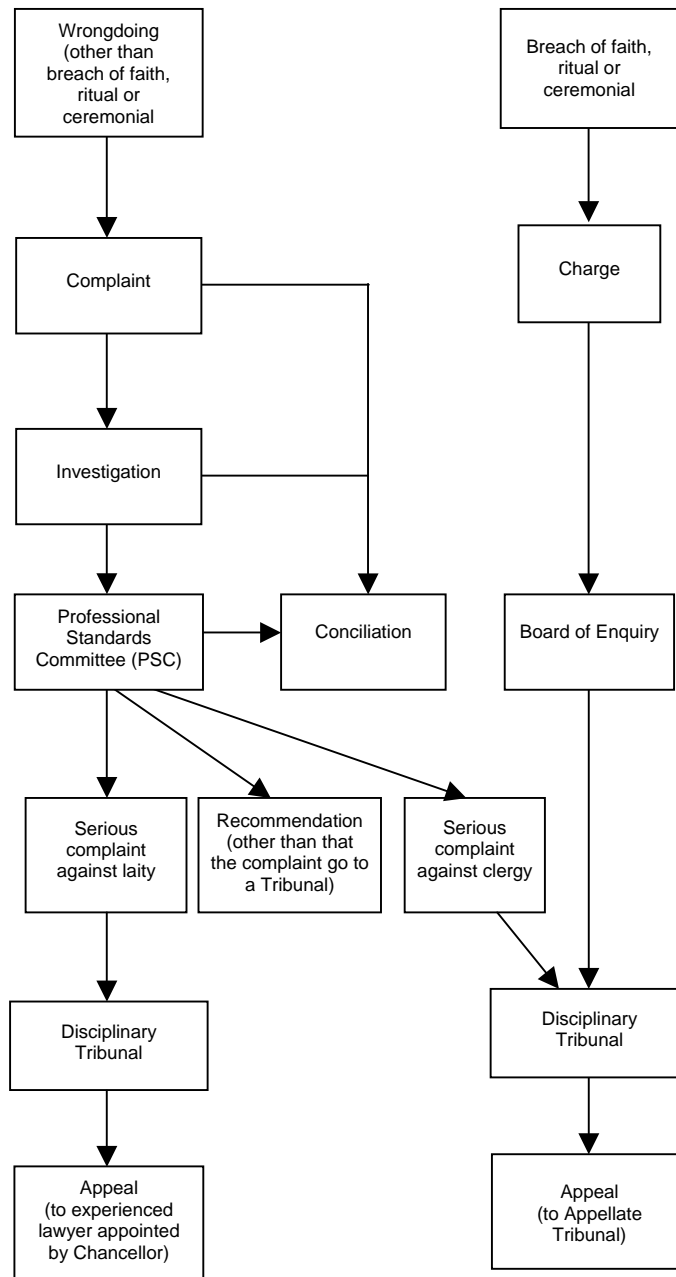 Wrongdoing
(other than
breach of faith,
ritual or
ceremonial
Breach of faith,
ritual or
ceremonial
Complaint
Charge
Investigation
Professional
Standards
Committee (PSC)
Conciliation
Board of Enquiry
Serious
complaint
against laity
Recommendation
(other than that
the complaint go to
a Tribunal)
Serious
complaint
against clergy
Disciplinary
Tribunal
Disciplinary
Tribunal
Appeal
(to experienced
lawyer appointed
by Chancellor)
Appeal
(to Appellate
Tribunal)